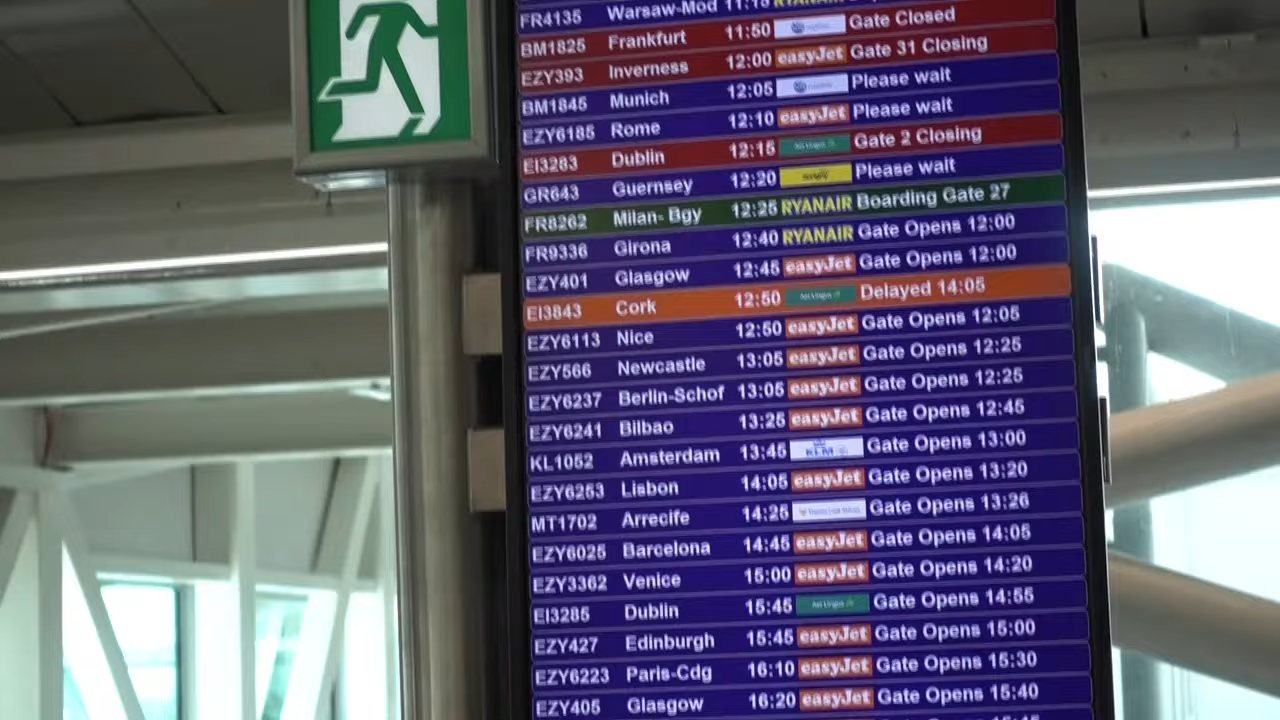 FR4135 Warsaw-Mod 11:15 RYANAIR
BM1825 Frankfurt 11:50 Gate Closed
EZY393 Inverness 12:00 easyJet Gate 31 Closing
BM1845 Munich 12:05 Please wait
EZY6185 Rome 12:10 easyJet Please wait
EI3283 Dublin 12:15 Aer Lingus Gate 2 Closing
GR643 Guernsey 12:20 Please wait
FR8262 Milan- Bgy 12:25 RYANAIR Boarding Gate 27
FR9336 Girona 12:40 RYANAIR Gate Opens 12:00
EZY401 Glasgow 12:45 easyJet Gate Opens 12:00
EI3843 Cork 12:50 Aer Lingus Delayed 14:05
EZY6113 Nice 12:50 easyJet Gate Opens 12:05
EZY566 Newcastle 13:05 easyJet Gate Opens 12:25
EZY6237 Berlin-Schof 13:05 easyJet Gate Opens 12:25
EZY6241 Bilbao 13:25 easyJet Gate Opens 12:45
KL1052 Amsterdam 13:45 KLM Gate Opens 13:00
EZY6253 Lisbon 14:05 easyJet Gate Opens 13:20
MT1702 Arrecife 14:25 Gate Opens 13:26
EZY6025 Barcelona 14:45 easyJet Gate Opens 14:05
EZY3362 Venice 15:00 easyJet Gate Opens 14:20
EI3285 Dublin 15:45 Aer Lingus Gate Opens 14:55
EZY427 Edinburgh 15:45 easyJet Gate Opens 15:00
EZY6223 Paris-Cdg 16:10 easyJet Gate Opens 15:30
EZY405 Glasgow 16:20 easyJet Gate Opens 15:40